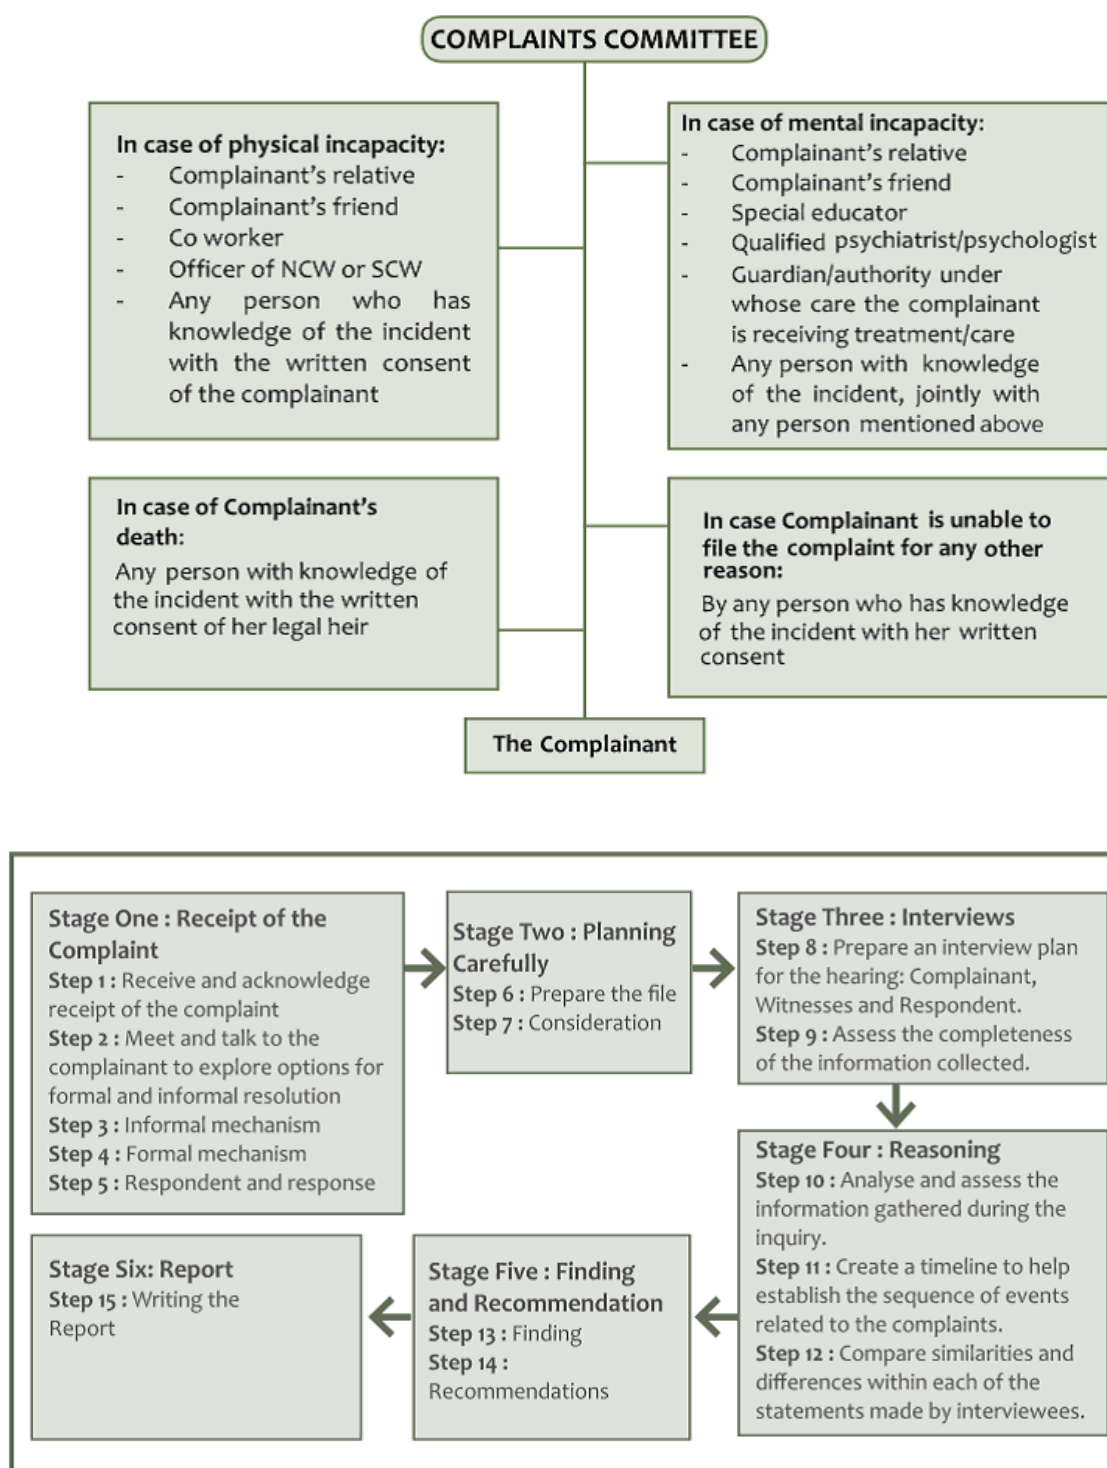 COMPLAINTS COMMITTEE
In case of physical incapacity:
- Complainant's relative
- Complainant's friend
- Co worker
- Officer of NCW or SCW
- Any person who has
knowledge of the incident
with the written consent
of the complainant
In case of mental incapacity:
- Complainant's relative
- Complainant's friend
- Special educator
- Qualified psychiatrist/psychologist
- Guardian/authority under
whose care the complainant
is receiving treatment/care
- Any person with knowledge
of the incident, jointly with
any person mentioned above
In case of Complainant's
death:
Any person with knowledge of
the incident with the written
consent of her legal heir
In case Complainant is unable to
file the complaint for any other
reason:
By any person who has knowledge
of the incident with her written
consent
The Complainant
Stage One : Receipt of the
Complaint
Step 1 : Receive and acknowledge
receipt of the complaint
Step 2 : Meet and talk to the
complainant to explore options for
formal and informal resolution
Step 3 : Informal mechanism
Step 4 : Formal mechanism
Step 5 : Respondent and response
Stage Two : Planning
Carefully
Step 6 : Prepare the file
Step 7 : Consideration
Stage Three : Interviews
Step 8 : Prepare an interview plan
for the hearing: Complainant,
Witnesses and Respondent.
Step 9 : Assess the completeness
of the information collected.
Stage Four : Reasoning
Step 10 : Analyse and assess the
information gathered during the
inquiry.
Step 11 : Create a timeline to help
establish the sequence of events
related to the complaints.
Step 12 : Compare similarities and
differences within each of the
statements made by interviewees.
Stage Five : Finding
and Recommendation
Step 13 : Finding
Step 14 :
Recommendations
Stage Six: Report
Step 15 : Writing the
Report